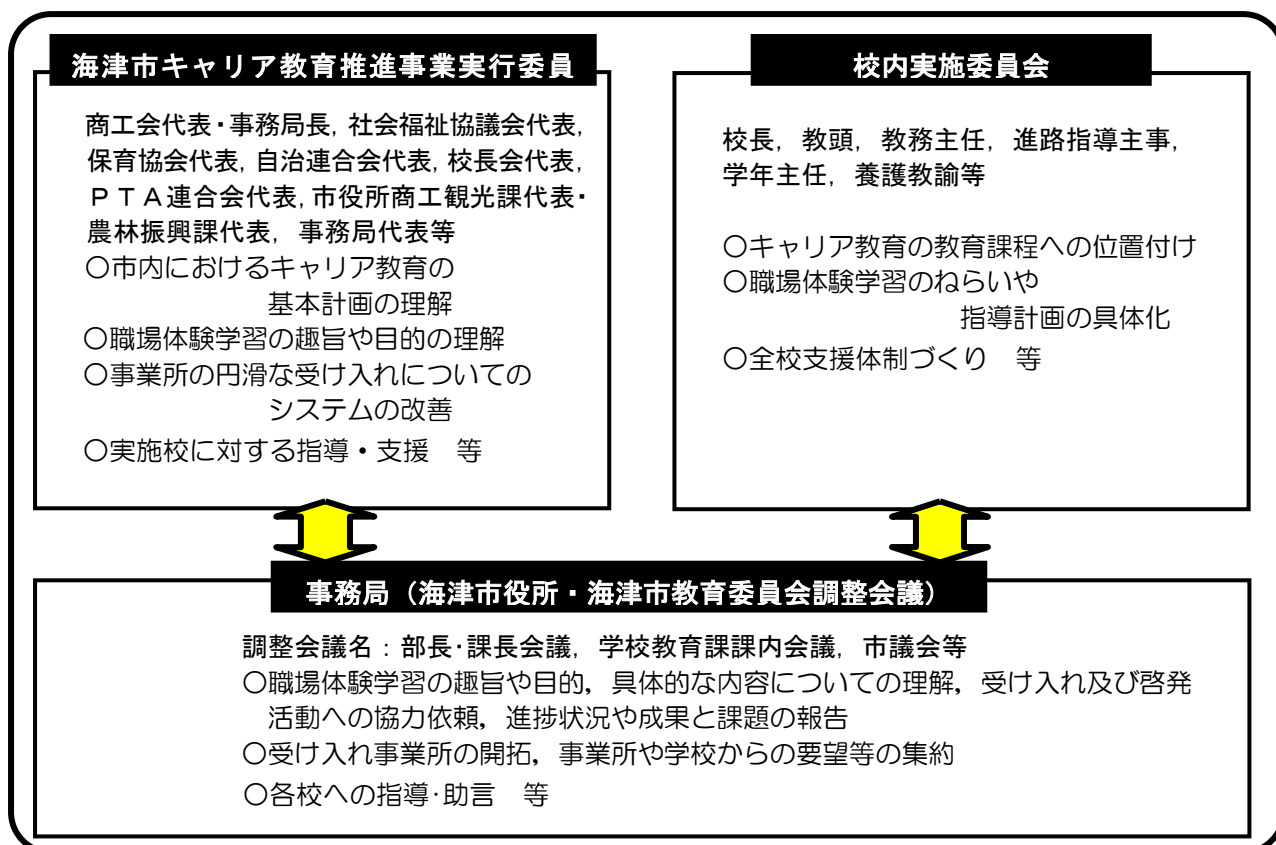 海津市キャリア教育推進事業実行委員
商工会代表・事務局長，社会福祉協議会代表，
保育協会代表，自治連合会代表，校長会代表，
ＰＴＡ連合会代表，市役所商工観光課代表・
農林振興課代表，事務局代表等
○市内におけるキャリア教育の
基本計画の理解
○職場体験学習の趣旨や目的の理解
○事業所の円滑な受け入れについての
システムの改善
○実施校に対する指導・支援　等
校内実施委員会
校長，教頭，教務主任，進路指導主事，
学年主任，養護教諭等
○キャリア教育の教育課程への位置付け
○職場体験学習のねらいや
指導計画の具体化
○全校支援体制づくり　等
事務局（海津市役所・海津市教育委員会調整会議）
調整会議名：部長・課長会議，学校教育課課内会議，市議会等
○職場体験学習の趣旨や目的，具体的な内容についての理解，受け入れ及び啓発
活動への協力依頼，進捗状況や成果と課題の報告
○受け入れ事業所の開拓，事業所や学校からの要望等の集約
○各校への指導・助言　等